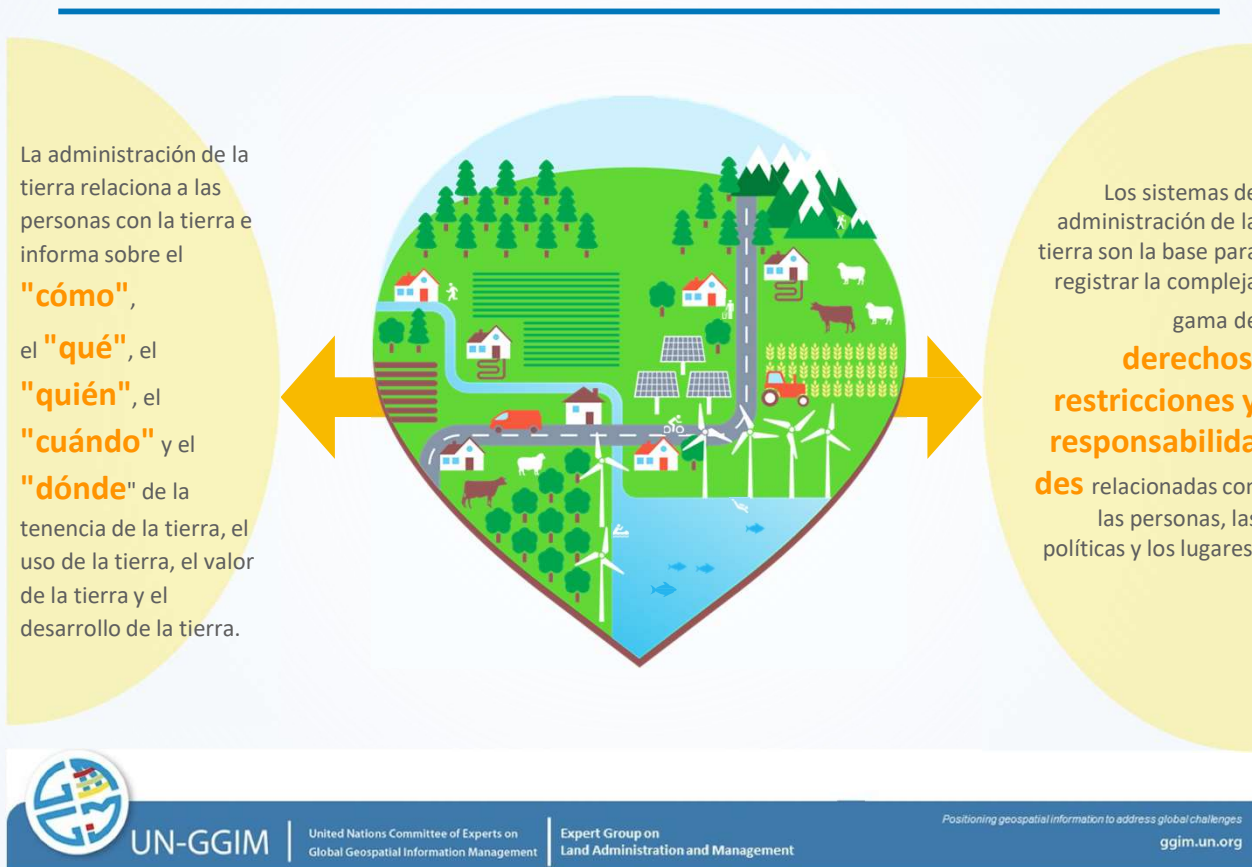 La administración de la
tierra relaciona a las
personas con la tierra e
informa sobre el
"cómo",
el "qué", el
"quién", el
"cuándo" y el
"dónde" de la
tenencia de la tierra, el
uso de la tierra, el valor
de la tierra y el
desarrollo de la tierra.
Los sistemas de
administración de la
tierra son la base para
registrar la compleja
gama de
derechos,
restricciones y
responsabilida
des relacionadas con
las personas, las
políticas y los lugares.
UN-GGIM
United Nations Committee of Experts on
Global Geospatial Information Management
Expert Group on
Land Administration and Management
Positioning geospatial information to address global challenges
ggim.un.org